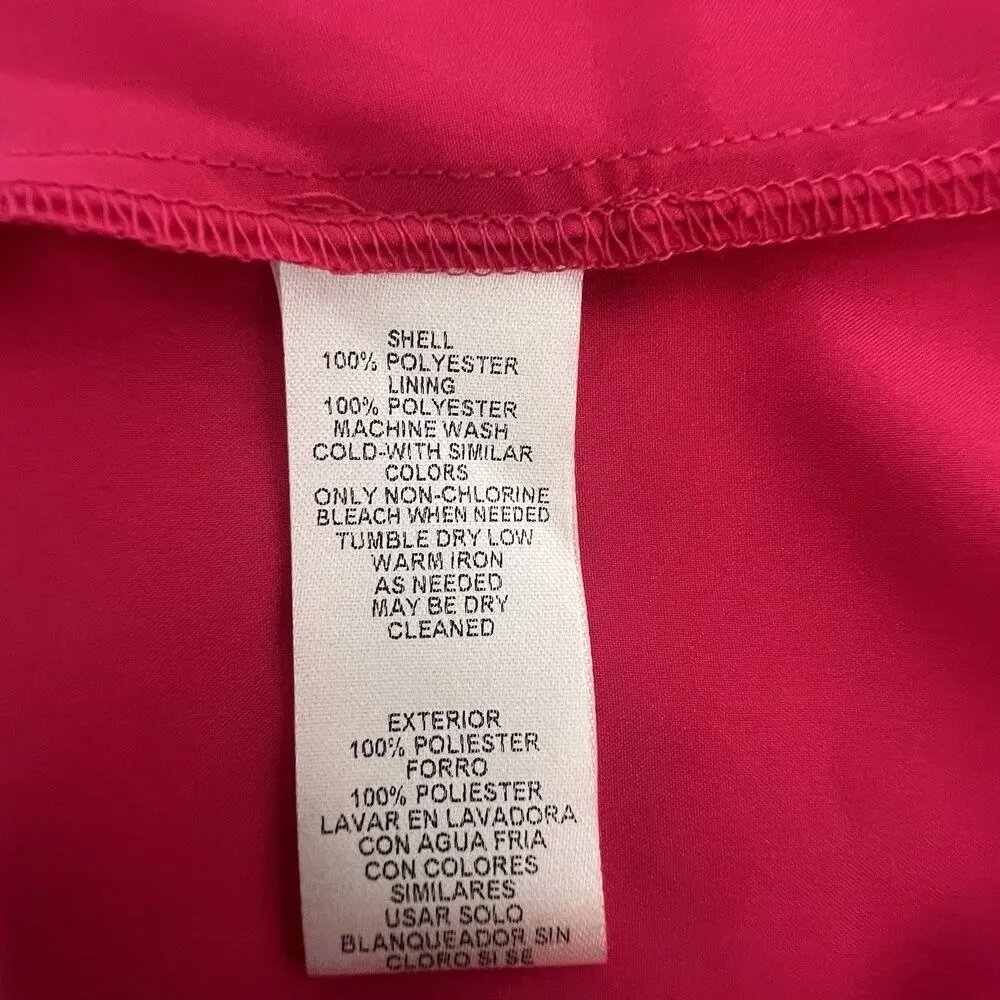 SHELL
100% POLYESTER
LINING
100% POLYESTER
MACHINE WASH
COLD-WITH SIMILAR
COLORS
ONLY NON-CHLORINE
BLEACH WHEN NEEDED
TUMBLE DRY LOW
WARM IRON
AS NEEDED
MAY BE DRY
CLEANED
EXTERIOR
100% POLIESTER
FORRO
100% POLIESTER
LAVAR EN LAVADORA
CON AGUA FRIA
CON COLORES
SIMILARES
USAR SOLO
BLANQUEADOR SIN
CLORO SI SE